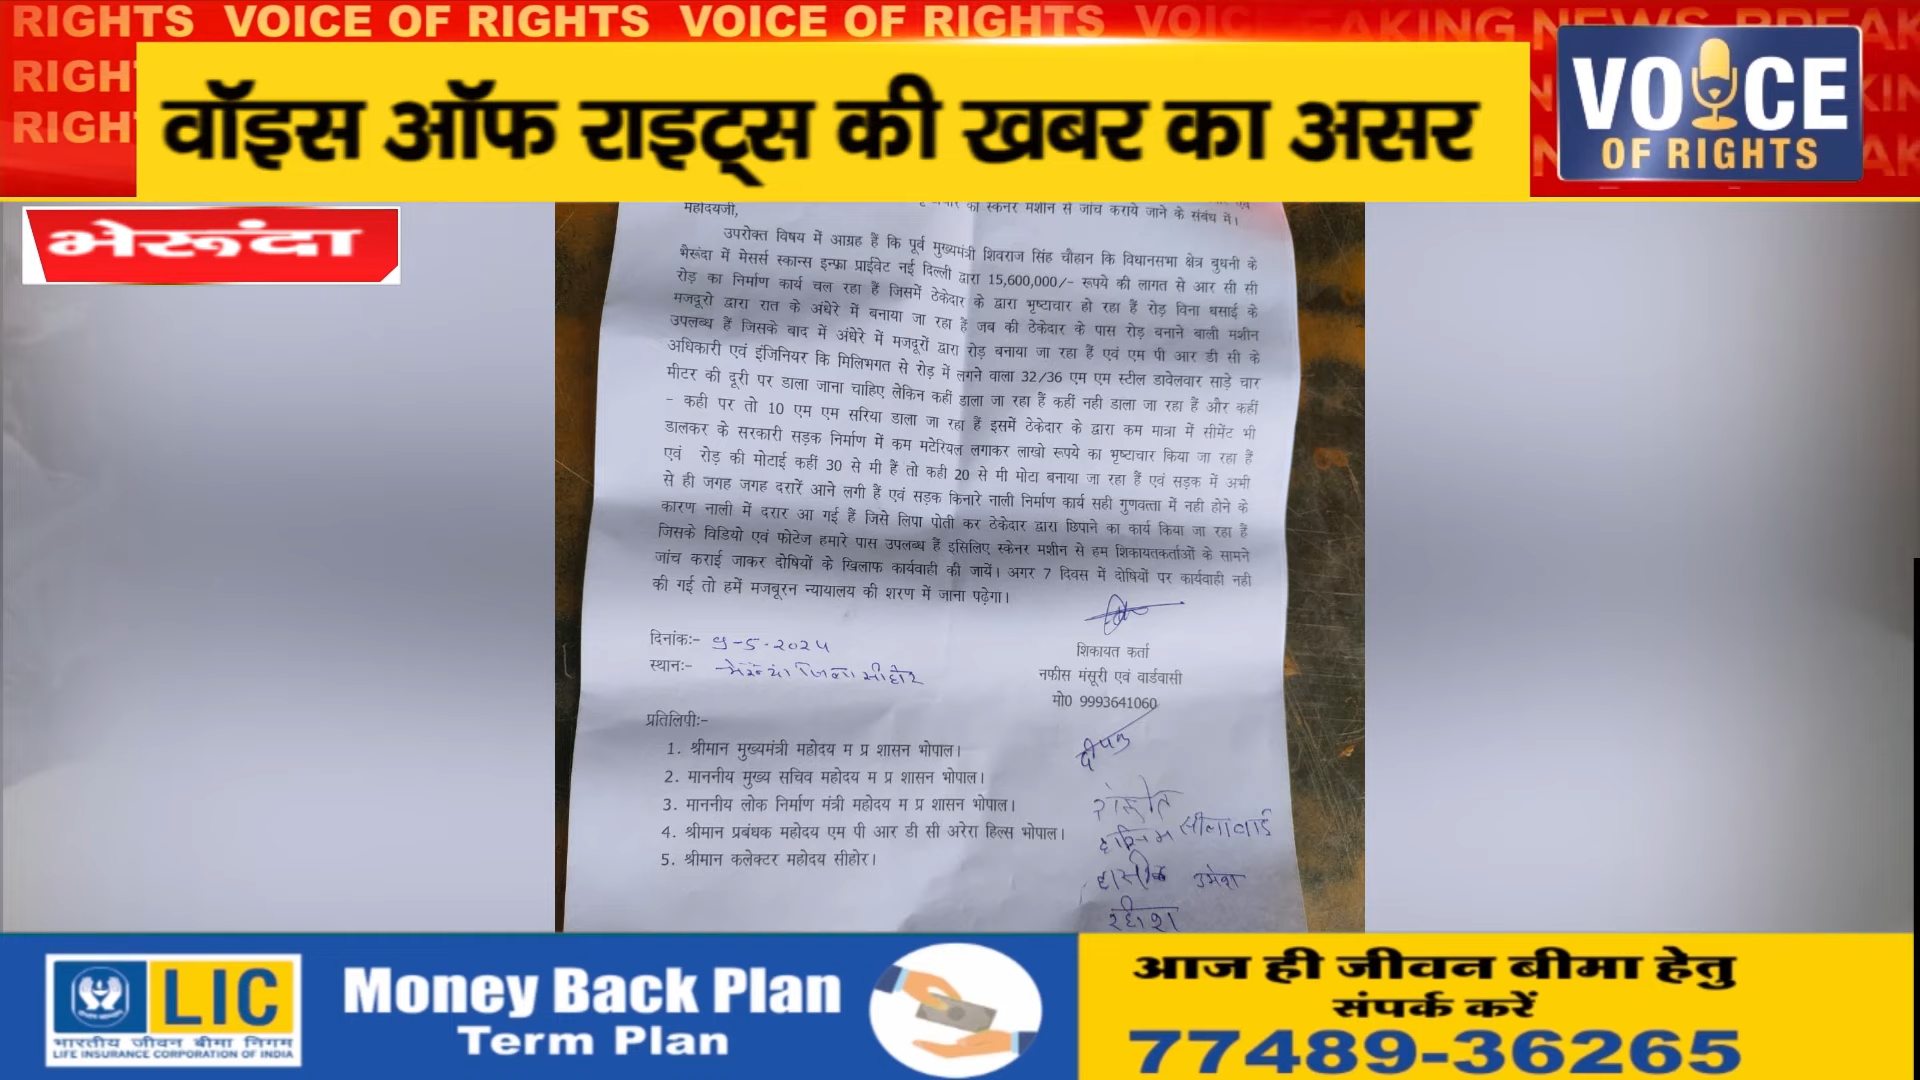 RIGHTS VOICE OF RIGHTS VOICE OF RIGHTS VOIC
BREAKING NEWS BREAK
वॉइस ऑफ राइट्स की खबर का असर
VOICE
OF RIGHTS
भेरूंदा
को स्केनर मशीन से जांच कराये जाने के संबंध में।
महोदयजी,
उपरोक्त विषय में आग्रह हैं कि पूर्व मुख्यमंत्री शिवराज सिंह चौहान कि विधानसभा क्षेत्र बुधनी के
भैरूंदा में मेसर्स स्कान्स इन्फ्रा प्राईवेट नई दिल्ली द्वारा 15,600,000/- रूपये की लागत से आर सी सी
रोड़ का निर्माण कार्य चल रहा हैं जिसमें ठेकेदार के द्वारा भृष्टाचार हो रहा हैं रोड़ विना धसाई के
मजदूरो द्वारा रात के अंधेरे में बनाया जा रहा हैं जब की ठेकेदार के पास रोड़ बनाने बाली मशीन
उपलब्ध हैं जिसके बाद में अंधेरे में मजदूरों द्वारा रोड़ बनाया जा रहा हैं एवं एम पी आर डी सी के
अधिकारी एवं इंजिनियर कि मिलिभगत से रोड़ में लगने वाला 32/36 एम एम स्टील डावेलवार साड़े चार
मीटर की दूरी पर डाला जाना चाहिए लेकिन कहीं डाला जा रहा हैं कहीं नही डाला जा रहा हैं और कहीं
- कही पर तो 10 एम एम सरिया डाला जा रहा हैं इसमें ठेकेदार के द्वारा कम मात्रा में सीमेंट भी
डालकर के सरकारी सड़क निर्माण में कम मटेरियल लगाकर लाखो रूपये का भृष्टाचार किया जा रहा हैं
एवं रोड़ की मोटाई कहीं 30 से मी हैं तो कही 20 से मी मोटा बनाया जा रहा हैं एवं सड़क में अभी
से ही जगह जगह दरारें आने लगी हैं एवं सड़क किनारे नाली निर्माण कार्य सही गुणवत्ता में नही होने के
कारण नाली में दरार आ गई हैं जिसे लिपा पोती कर ठेकेदार द्वारा छिपाने का कार्य किया जा रहा हैं
जिसके विडियो एवं फोटेज हमारे पास उपलब्ध हैं इसिलिए स्केनर मशीन से हम शिकायतकर्ताओं के सामने
जांच कराई जाकर दोषियों के खिलाफ कार्यवाही की जायें। अगर 7 दिवस में दोषियों पर कार्यवाही नही
की गई तो हमें मजबूरन न्यायालय की शरण में जाना पढ़ेगा।
दिनांकः- 9-5-2024
स्थानः- भेरून्दा जिला सीहोर
शिकायत कर्ता
नफीस मंसूरी एवं वार्डवासी
मो0 9993641060
प्रतिलिपीः-
1. श्रीमान मुख्यमंत्री महोदय म प्र शासन भोपाल।
2. माननीय मुख्य सचिव महोदय म प्र शासन भोपाल।
3. माननीय लोक निर्माण मंत्री महोदय म प्र शासन भोपाल।
4. श्रीमान प्रबंधक महोदय एम पी आर डी सी अरेरा हिल्स भोपाल।
5. श्रीमान कलेक्टर महोदय सीहोर।
दीपक
उमेश
LIC
भारतीय जीवन बीमा निगम
LIFE INSURANCE CORPORATION OF INDIA
Money Back Plan
Term Plan
आज ही जीवन बीमा हेतु
संपर्क करें
77489-36265